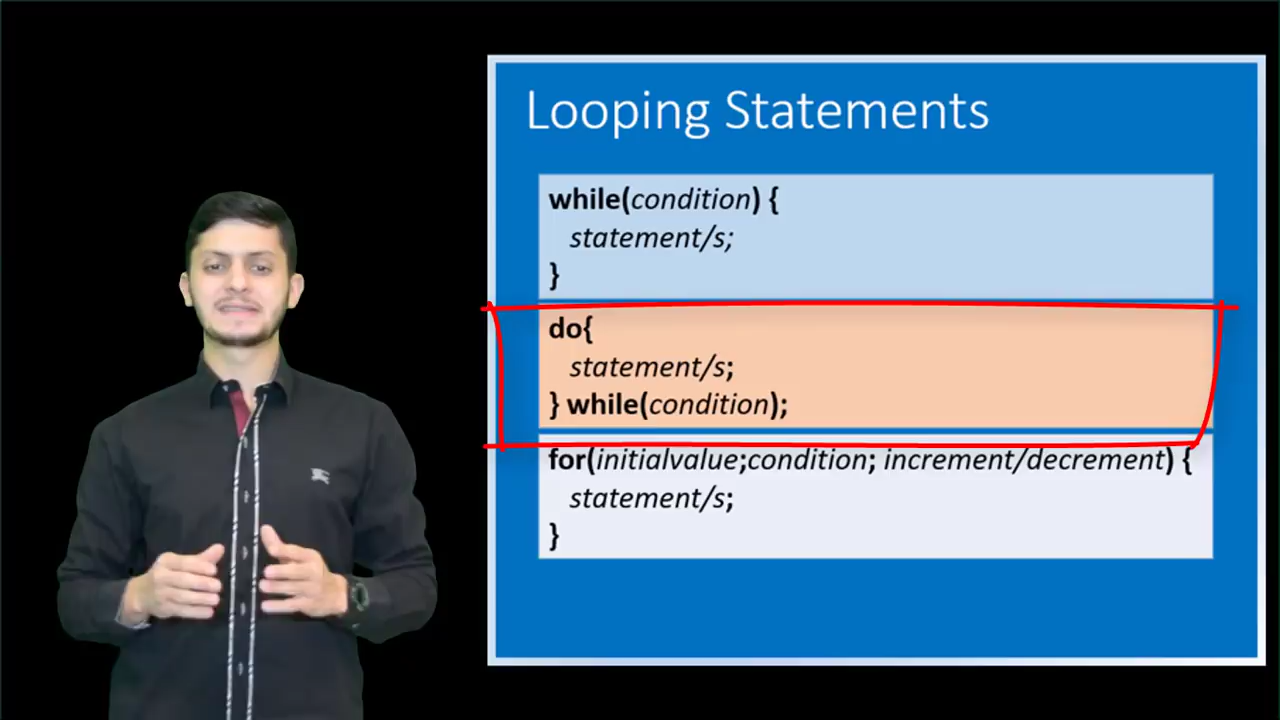 Looping Statements
while(condition) {
statement/s;
}
do{
statement/s;
} while(condition);
for(initialvalue;condition; increment/decrement) {
statement/s;
}